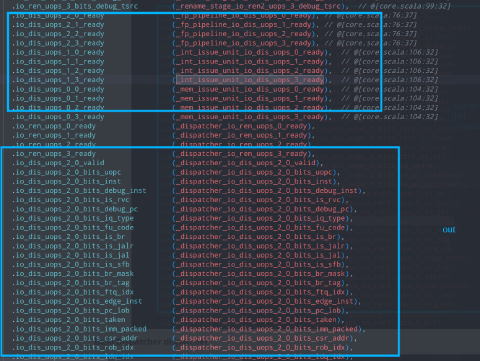 .io_ren_uops_3_bits_debug_tsrc (_rename_stage_io_ren2_uops_3_debug_tsrc), // @[core.scala:99:32]
.io_dis_uops_2_0_ready (_fp_pipeline_io_dis_uops_0_ready), // @[core.scala:76:37]
.io_dis_uops_2_1_ready (_fp_pipeline_io_dis_uops_1_ready), // @[core.scala:76:37]
.io_dis_uops_2_2_ready (_fp_pipeline_io_dis_uops_2_ready), // @[core.scala:76:37]
.io_dis_uops_2_3_ready (_fp_pipeline_io_dis_uops_3_ready), // @[core.scala:76:37]
.io_dis_uops_1_0_ready (_int_issue_unit_io_dis_uops_0_ready), // @[core.scala:106:32]
.io_dis_uops_1_1_ready (_int_issue_unit_io_dis_uops_1_ready), // @[core.scala:106:32]
.io_dis_uops_1_2_ready (_int_issue_unit_io_dis_uops_2_ready), // @[core.scala:106:32]
.io_dis_uops_1_3_ready (_int_issue_unit_io_dis_uops_3_ready), // @[core.scala:106:32]
.io_dis_uops_0_0_ready (_mem_issue_unit_io_dis_uops_0_ready), // @[core.scala:104:32]
.io_dis_uops_0_1_ready (_mem_issue_unit_io_dis_uops_1_ready), // @[core.scala:104:32]
.io_dis_uops_0_2_ready (_mem_issue_unit_io_dis_uops_2_ready), // @[core.scala:104:32]
.io_dis_uops_0_3_ready (_mem_issue_unit_io_dis_uops_3_ready), // @[core.scala:104:32]
.io_ren_uops_0_ready (_dispatcher_io_ren_uops_0_ready),
.io_ren_uops_1_ready (_dispatcher_io_ren_uops_1_ready),
.io_ren_uops_2_ready (_dispatcher_io_ren_uops_2_ready),
.io_ren_uops_3_ready (_dispatcher_io_ren_uops_3_ready),
.io_dis_uops_2_0_valid (_dispatcher_io_dis_uops_2_0_valid),
.io_dis_uops_2_0_bits_uopc (_dispatcher_io_dis_uops_2_0_bits_uopc),
.io_dis_uops_2_0_bits_inst (_dispatcher_io_dis_uops_2_0_bits_inst),
.io_dis_uops_2_0_bits_debug_inst (_dispatcher_io_dis_uops_2_0_bits_debug_inst),
.io_dis_uops_2_0_bits_is_rvc (_dispatcher_io_dis_uops_2_0_bits_is_rvc),
.io_dis_uops_2_0_bits_debug_pc (_dispatcher_io_dis_uops_2_0_bits_debug_pc),
.io_dis_uops_2_0_bits_iq_type (_dispatcher_io_dis_uops_2_0_bits_iq_type),
.io_dis_uops_2_0_bits_fu_code (_dispatcher_io_dis_uops_2_0_bits_fu_code),
.io_dis_uops_2_0_bits_is_br (_dispatcher_io_dis_uops_2_0_bits_is_br),
OUT
.io_dis_uops_2_0_bits_is_jalr (_dispatcher_io_dis_uops_2_0_bits_is_jalr),
.io_dis_uops_2_0_bits_is_jal (_dispatcher_io_dis_uops_2_0_bits_is_jal),
.io_dis_uops_2_0_bits_is_sfb (_dispatcher_io_dis_uops_2_0_bits_is_sfb),
.io_dis_uops_2_0_bits_br_mask (_dispatcher_io_dis_uops_2_0_bits_br_mask),
.io_dis_uops_2_0_bits_br_tag (_dispatcher_io_dis_uops_2_0_bits_br_tag),
.io_dis_uops_2_0_bits_ftq_idx (_dispatcher_io_dis_uops_2_0_bits_ftq_idx),
.io_dis_uops_2_0_bits_edge_inst (_dispatcher_io_dis_uops_2_0_bits_edge_inst),
.io_dis_uops_2_0_bits_pc_lob (_dispatcher_io_dis_uops_2_0_bits_pc_lob),
.io_dis_uops_2_0_bits_taken (_dispatcher_io_dis_uops_2_0_bits_taken),
.io_dis_uops_2_0_bits_imm_packed (_dispatcher_io_dis_uops_2_0_bits_imm_packed),
.io_dis_uops_2_0_bits_csr_addr (_dispatcher_io_dis_uops_2_0_bits_csr_addr),
.io_dis_uops_2_0_bits_rob_idx (_dispatcher_io_dis_uops_2_0_bits_rob_idx),